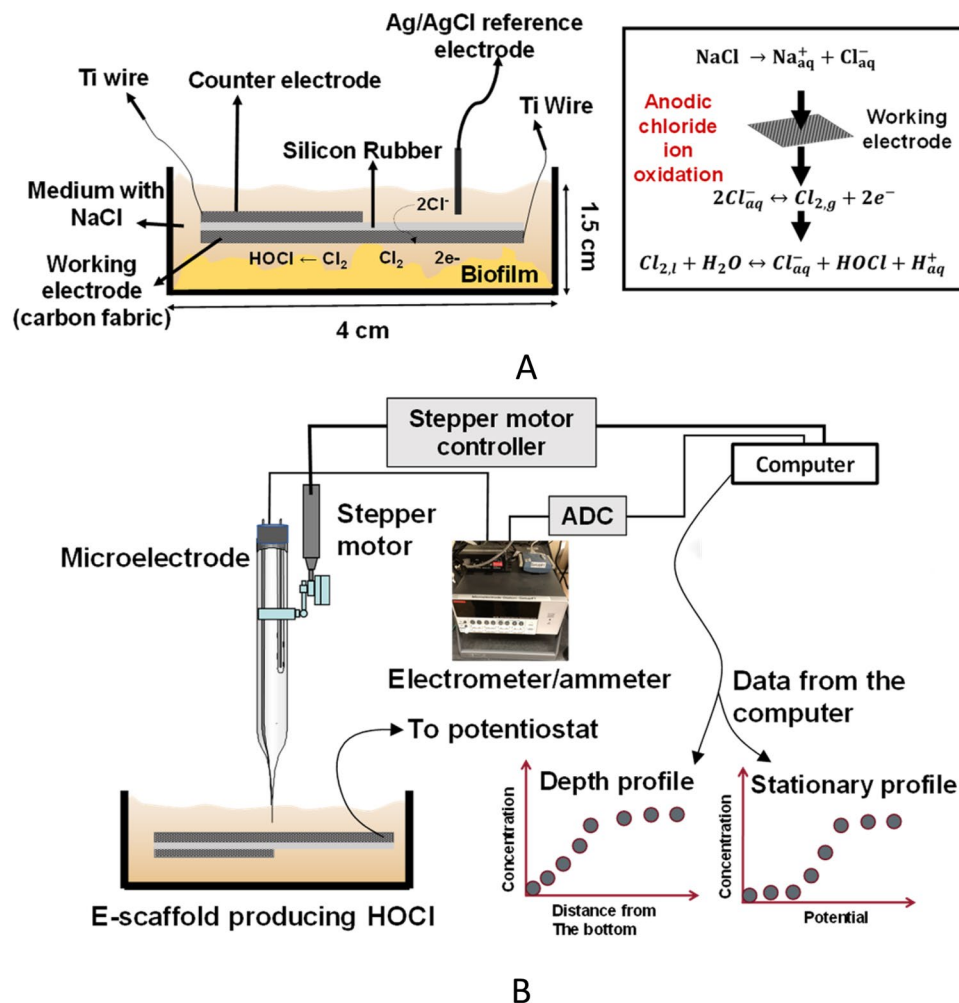 Ag/AgCl reference
electrode
Ti wire
Counter electrode
Ti Wire
Silicon Rubber
Medium with
NaCl
2Cl-
1.5 cm
Working
electrode
(carbon fabric)
HOCl ← Cl₂
Cl₂
2e-
Biofilm
4 cm
NaCl → Na⁺aq + Cl⁻aq
Anodic
chloride
ion
oxidation
Working
electrode
2Cl⁻aq ↔ Cl₂,g + 2e⁻
Cl₂,l + H₂O ↔ Cl⁻aq + HOCl + H⁺aq
A
Stepper motor
controller
Computer
ADC
Stepper
motor
Microelectrode
Electrometer/ammeter
Data from the
computer
To potentiostat
Depth profile
Concentration
Distance from
The bottom
Stationary profile
Concentration
Potential
E-scaffold producing HOCl
B